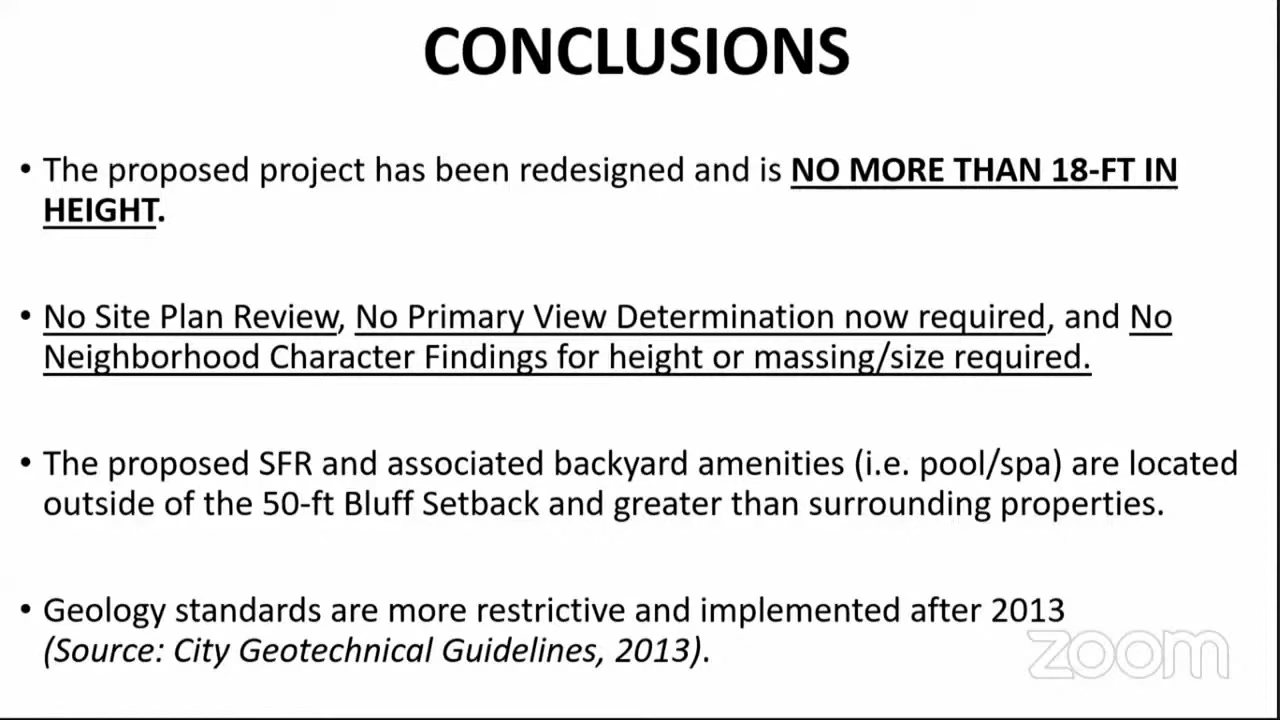 CONCLUSIONS
• The proposed project has been redesigned and is NO MORE THAN 18-FT IN
HEIGHT.
• No Site Plan Review, No Primary View Determination now required, and No
Neighborhood Character Findings for height or massing/size required.
• The proposed SFR and associated backyard amenities (i.e. pool/spa) are located
outside of the 50-ft Bluff Setback and greater than surrounding properties.
• Geology standards are more restrictive and implemented after 2013
(Source: City Geotechnical Guidelines, 2013).
zoom